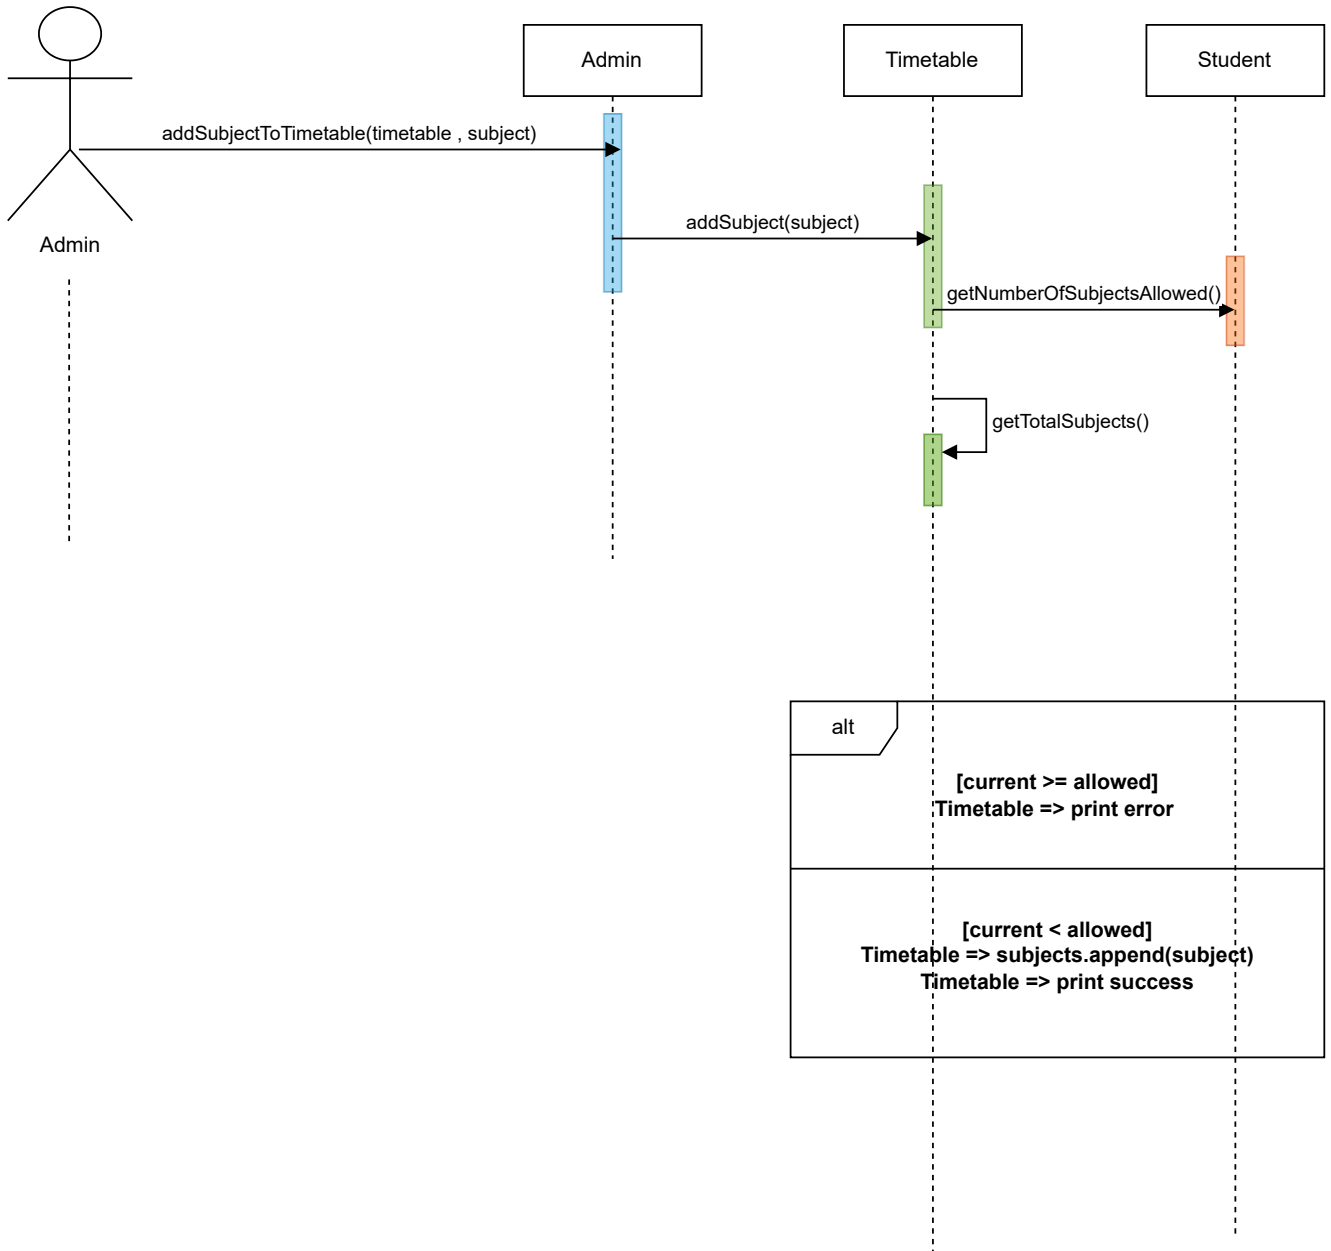 Admin
Timetable
Student
addSubjectToTimetable(timetable , subject)
addSubject(subject)
Admin
getNumberOfSubjectsAllowed()
getTotalSubjects()
alt
[current >= allowed]
Timetable => print error
[current < allowed]
Timetable => subjects.append(subject)
Timetable => print success